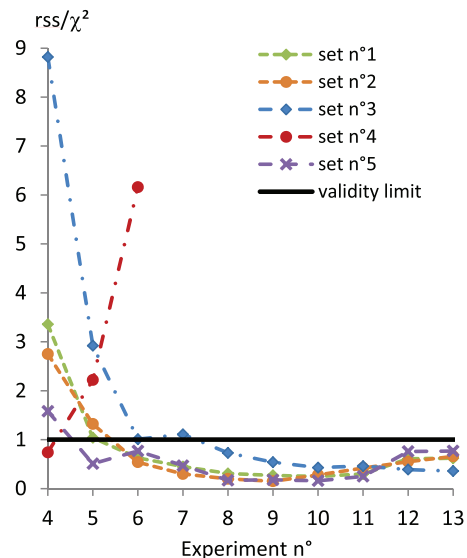 rss/χ²
9
8
7
6
5
4
3
2
1
0
4 5 6 7 8 9 10 11 12 13
Experiment n°
set n°1
set n°2
set n°3
set n°4
set n°5
validity limit